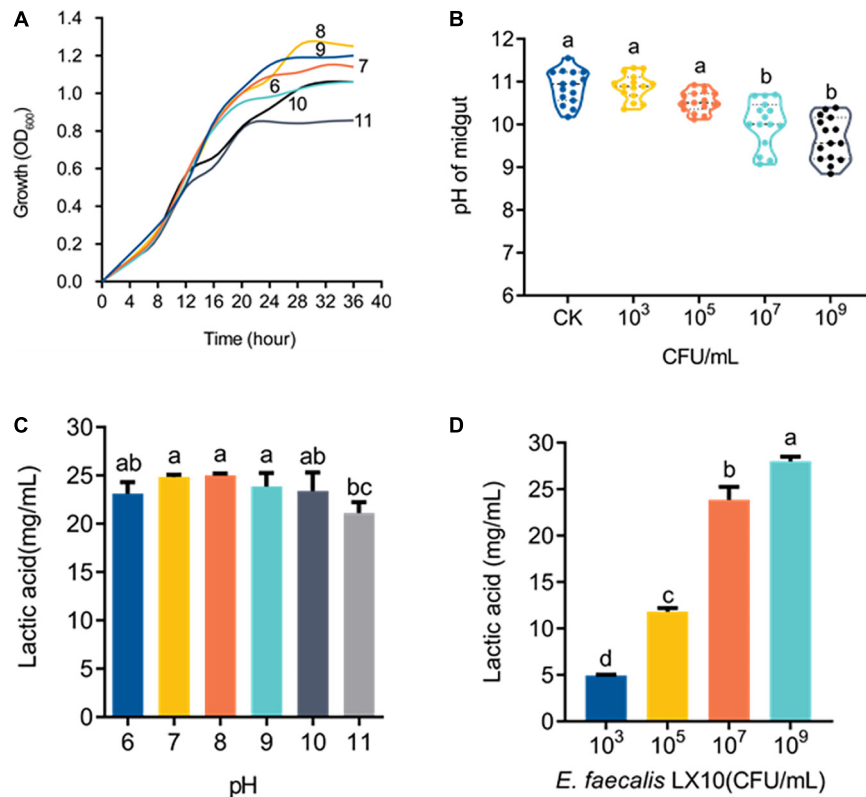 A
1.4
1.2
1.0
0.8
0.6
0.4
0.2
0.0
Growth (OD600)
8
9
7
6
10
11
0 4 8 12 16 20 24 28 32 36 40
Time (hour)
B
12
11
10
9
8
7
6
pH of midgut
a a a b b
CK 10³ 10⁵ 10⁷ 10⁹
CFU/mL
C
30
25
20
15
10
5
0
Lactic acid(mg/mL)
ab a a a ab bc
6 7 8 9 10 11
pH
D
30
25
20
15
10
5
0
Lactic acid (mg/mL)
d c b a
10³ 10⁵ 10⁷ 10⁹
E. faecalis LX10(CFU/mL)